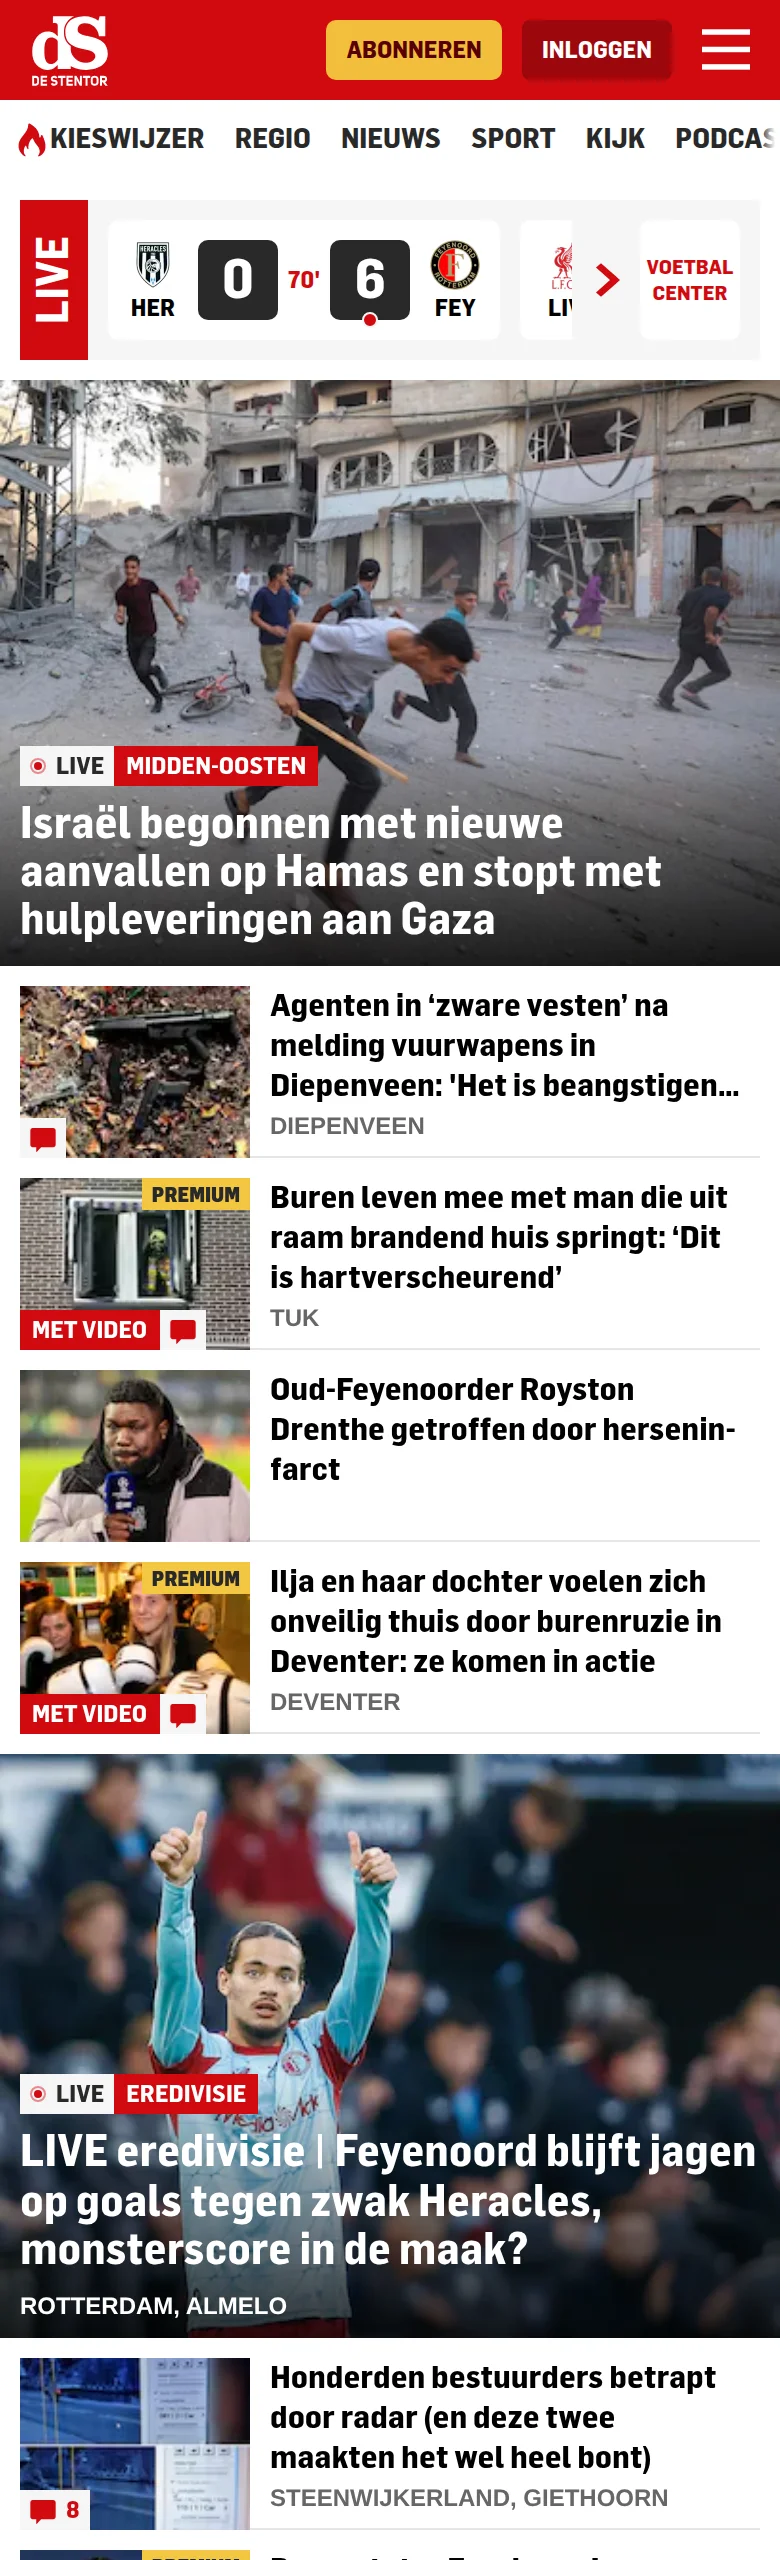 dS
DE STENTOR
ABONNEREN
INLOGGEN
KIESWIJZER REGIO NIEUWS SPORT KIJK PODCAS
LIVE
HERACLES
HER
0
70'
6
FEYENOORD
ROTTERDAM
FEY
L.F.C
LIV
VOETBAL
CENTER
LIVE MIDDEN-OOSTEN
Israël begonnen met nieuwe
aanvallen op Hamas en stopt met
hulpleveringen aan Gaza
Agenten in ‘zware vesten’ na
melding vuurwapens in
Diepenveen: 'Het is beangstigen...
DIEPENVEEN
PREMIUM
MET VIDEO
Buren leven mee met man die uit
raam brandend huis springt: ‘Dit
is hartverscheurend’
TUK
Oud-Feyenoorder Royston
Drenthe getroffen door hersenin-
farct
PREMIUM
MET VIDEO
Ilja en haar dochter voelen zich
onveilig thuis door burenruzie in
Deventer: ze komen in actie
DEVENTER
LIVE EREDIVISIE
LIVE eredivisie | Feyenoord blijft jagen
op goals tegen zwak Heracles,
monsterscore in de maak?
ROTTERDAM, ALMELO
8
Honderden bestuurders betrapt
door radar (en deze twee
maakten het wel heel bont)
STEENWIJKERLAND, GIETHOORN